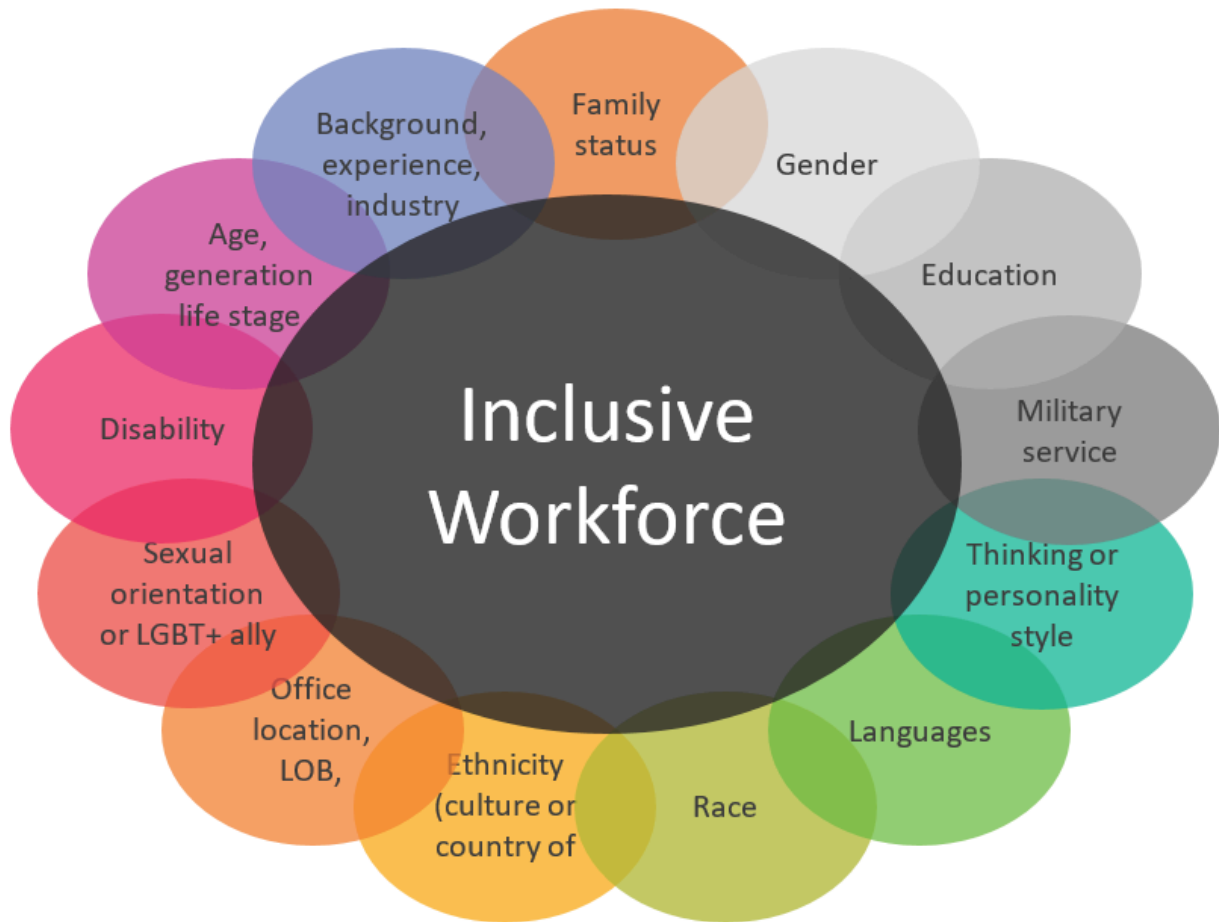 Family
status
Gender
Education
Military
service
Thinking or
personality
style
Languages
Race
Ethnicity
(culture or
country of
Office
location,
LOB,
Sexual
orientation
or LGBT+ ally
Disability
Age,
generation
life stage
Background,
experience,
industry
Inclusive
Workforce